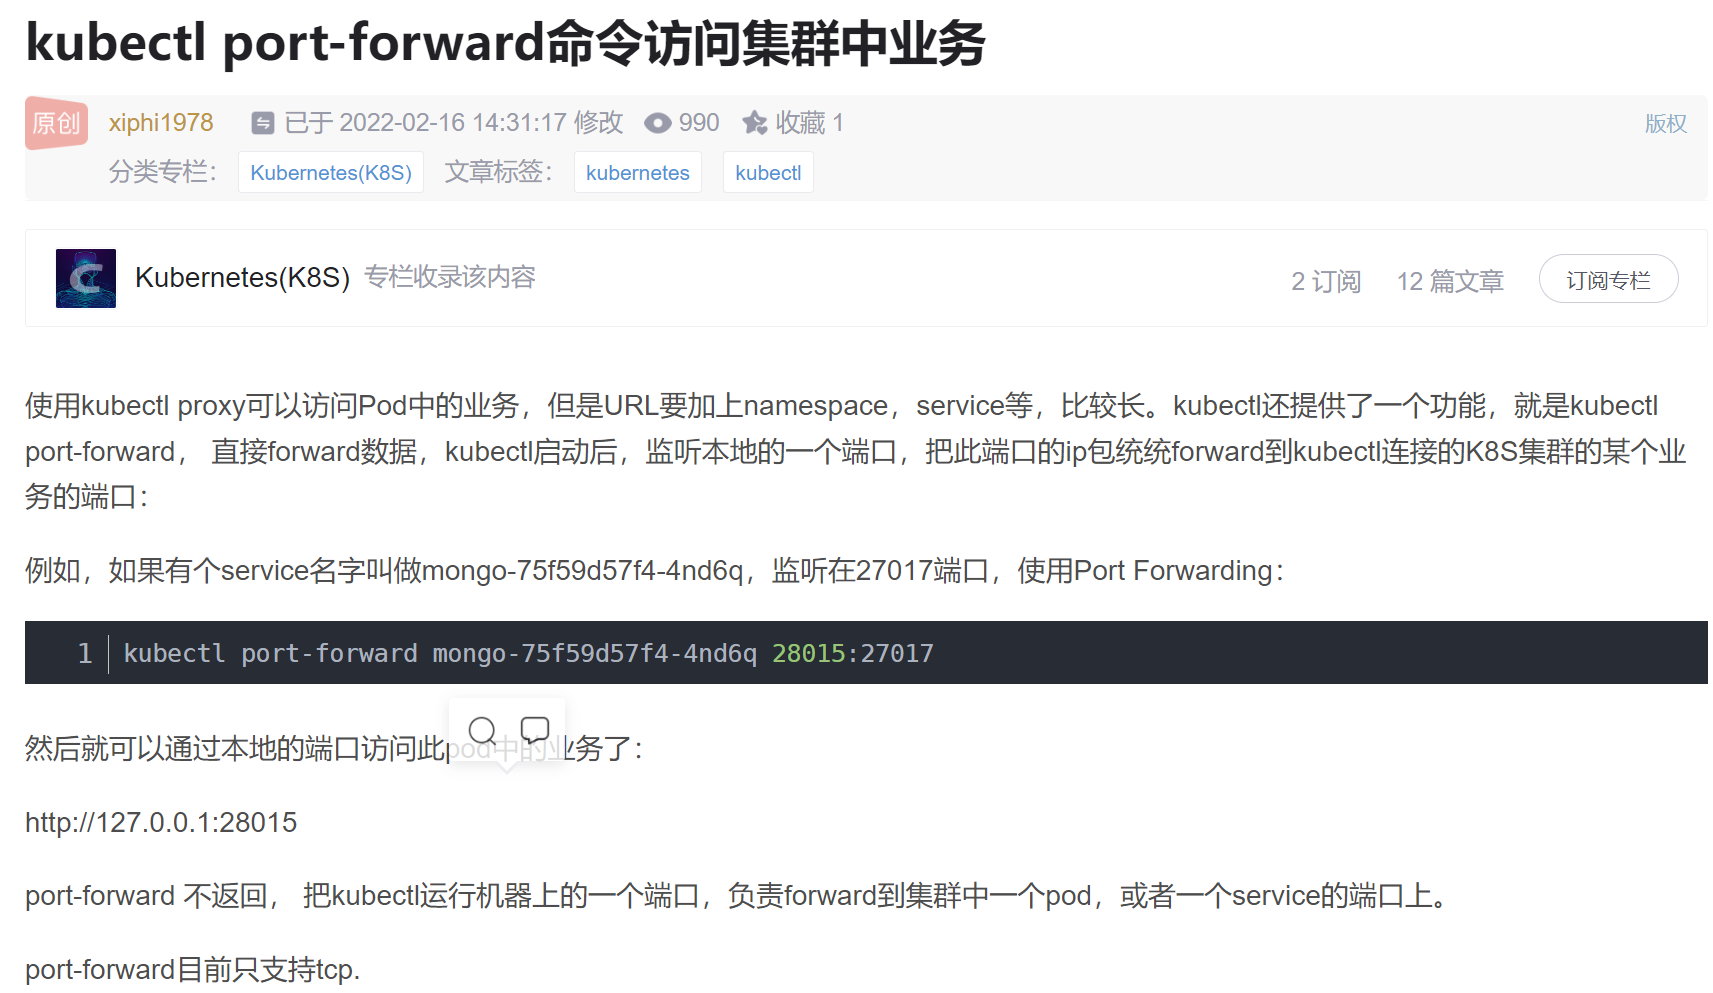 kubectl port-forward命令访问集群中业务
原创 xiphi1978 已于 2022-02-16 14:31:17 修改 990 收藏 1 版权
分类专栏： Kubernetes(K8S) 文章标签： kubernetes kubectl
Kubernetes(K8S) 专栏收录该内容 2 订阅 12 篇文章 订阅专栏
使用kubectl proxy可以访问Pod中的业务，但是URL要加上namespace，service等，比较长。kubectl还提供了一个功能，就是kubectl
port-forward， 直接forward数据，kubectl启动后，监听本地的一个端口，把此端口的ip包统统forward到kubectl连接的K8S集群的某个业
务的端口：
例如，如果有个service名字叫做mongo-75f59d57f4-4nd6q，监听在27017端口，使用Port Forwarding：
1 kubectl port-forward mongo-75f59d57f4-4nd6q 28015:27017
然后就可以通过本地的端口访问此pod中的业务了：
http://127.0.0.1:28015
port-forward 不返回， 把kubectl运行机器上的一个端口，负责forward到集群中一个pod，或者一个service的端口上。
port-forward目前只支持tcp.